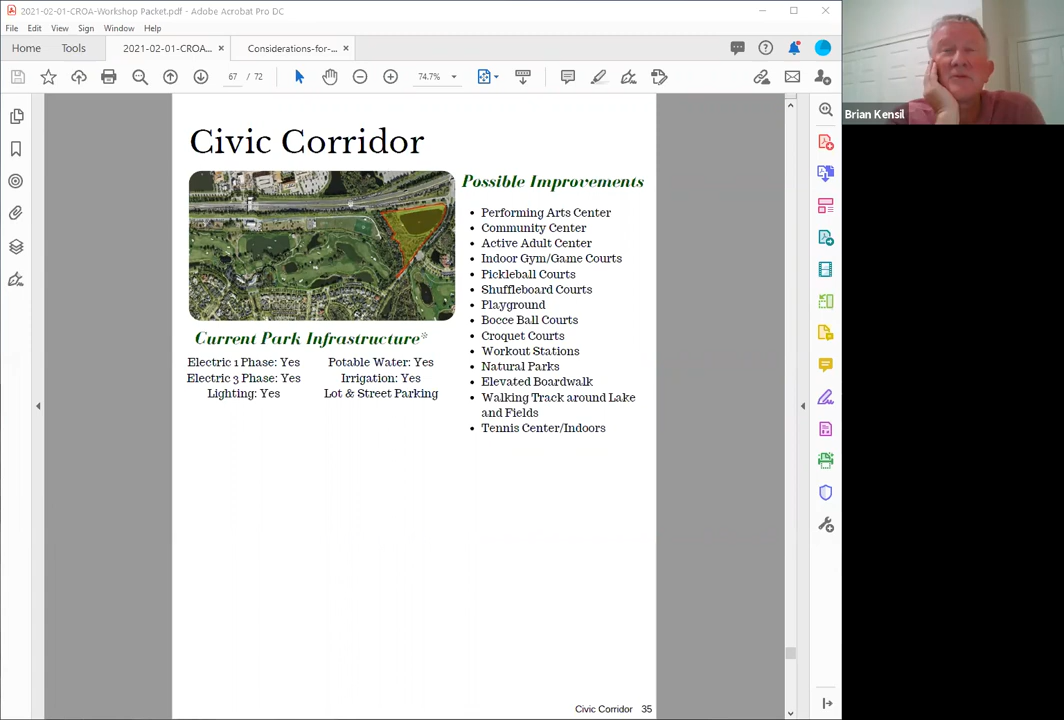 2021-02-01-CROA-Workshop Packet.pdf - Adobe Acrobat Pro DC
File Edit View Sign Window Help
Home Tools 2021-02-01-CROA... × Considerations-for-... ×
67 / 72 74.7%
Brian Kensil
Civic Corridor
Possible Improvements
• Performing Arts Center
• Community Center
• Active Adult Center
• Indoor Gym/Game Courts
• Pickleball Courts
• Shuffleboard Courts
• Playground
• Bocce Ball Courts
• Croquet Courts
• Workout Stations
• Natural Parks
• Elevated Boardwalk
• Walking Track around Lake
and Fields
• Tennis Center/Indoors
Current Park Infrastructure*
Electric 1 Phase: Yes Potable Water: Yes
Electric 3 Phase: Yes Irrigation: Yes
Lighting: Yes Lot & Street Parking
Civic Corridor 35